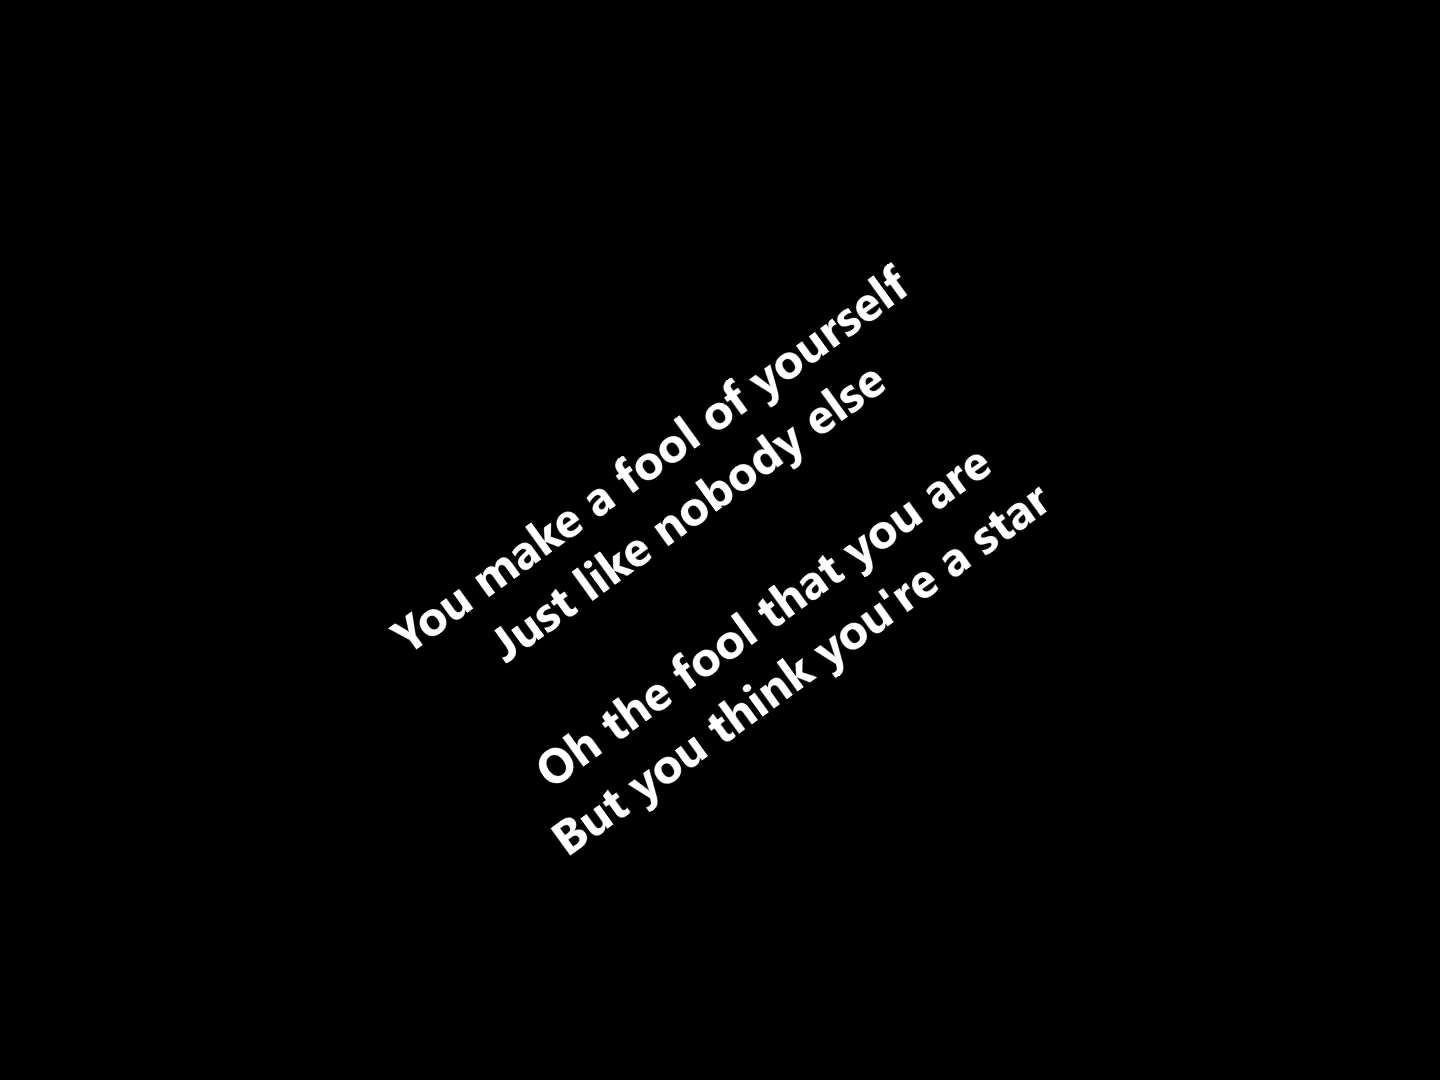 You make a fool of yourself
Just like nobody else
Oh the fool that you are
But you think you're a star